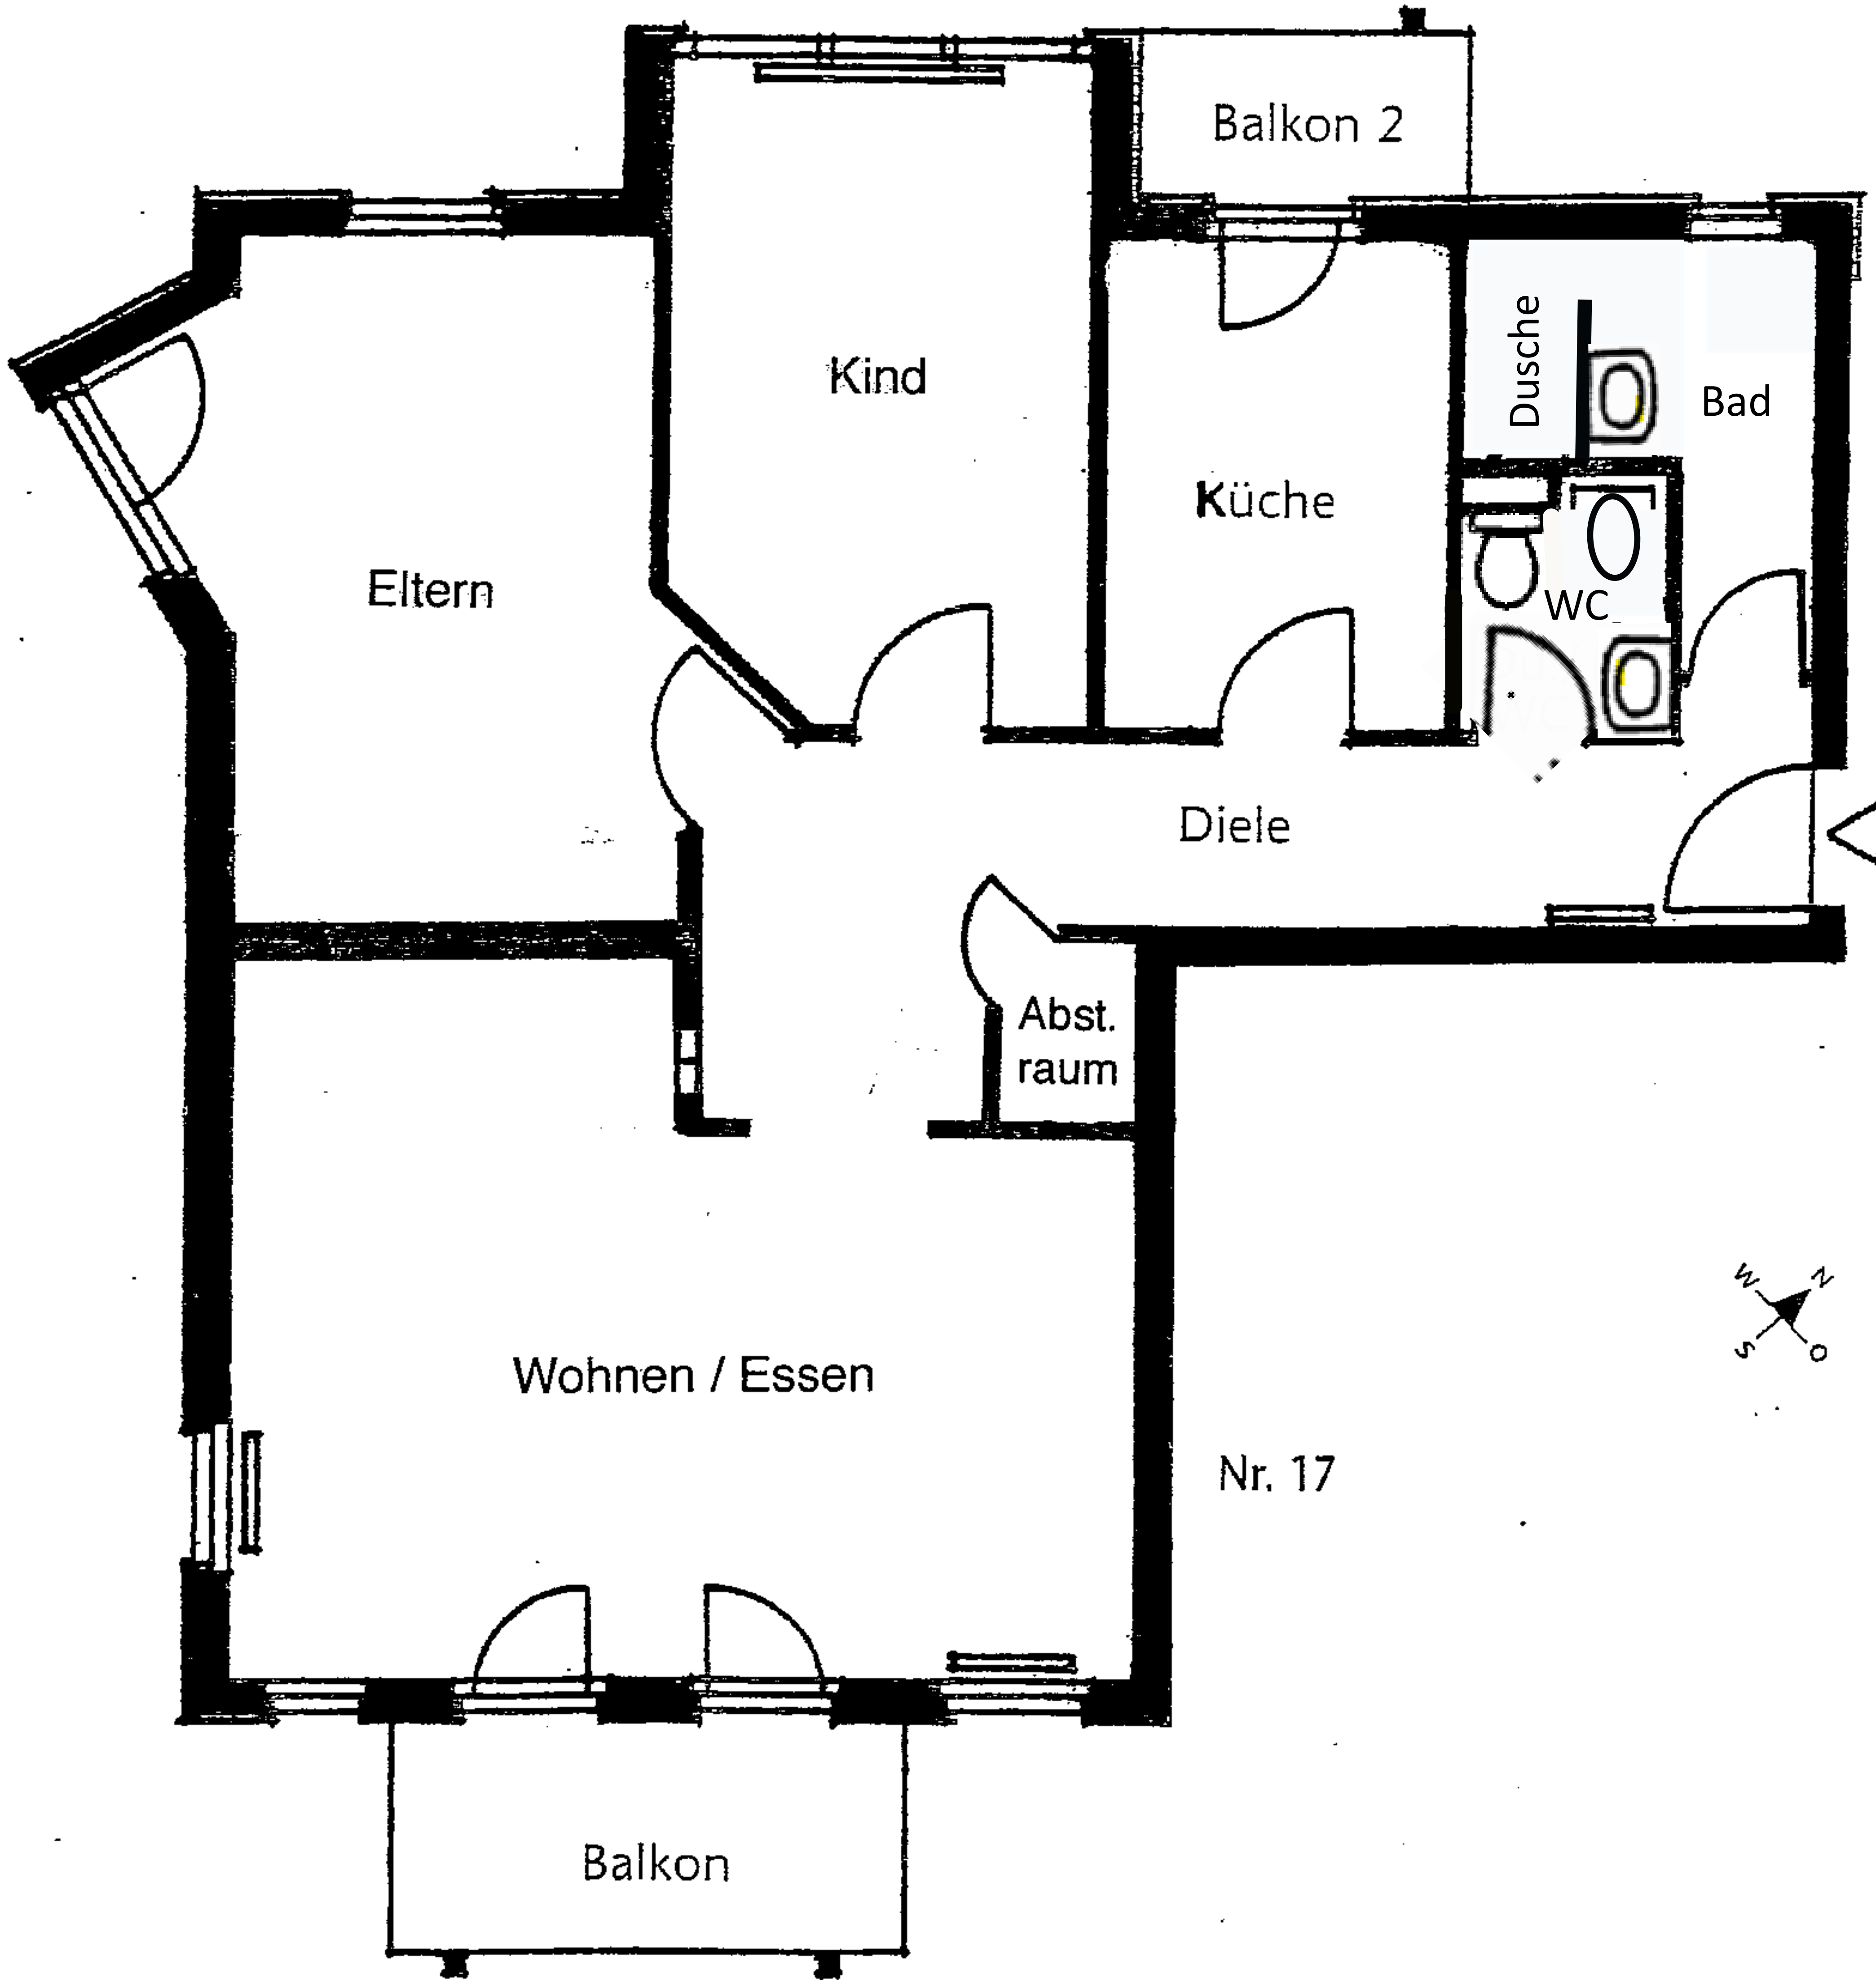 Balkon 2
Kind
Dusche
Bad
Küche
Eltern
WC
Diele
Abst.
raum
W N
S O
Wohnen / Essen
Nr. 17
Balkon